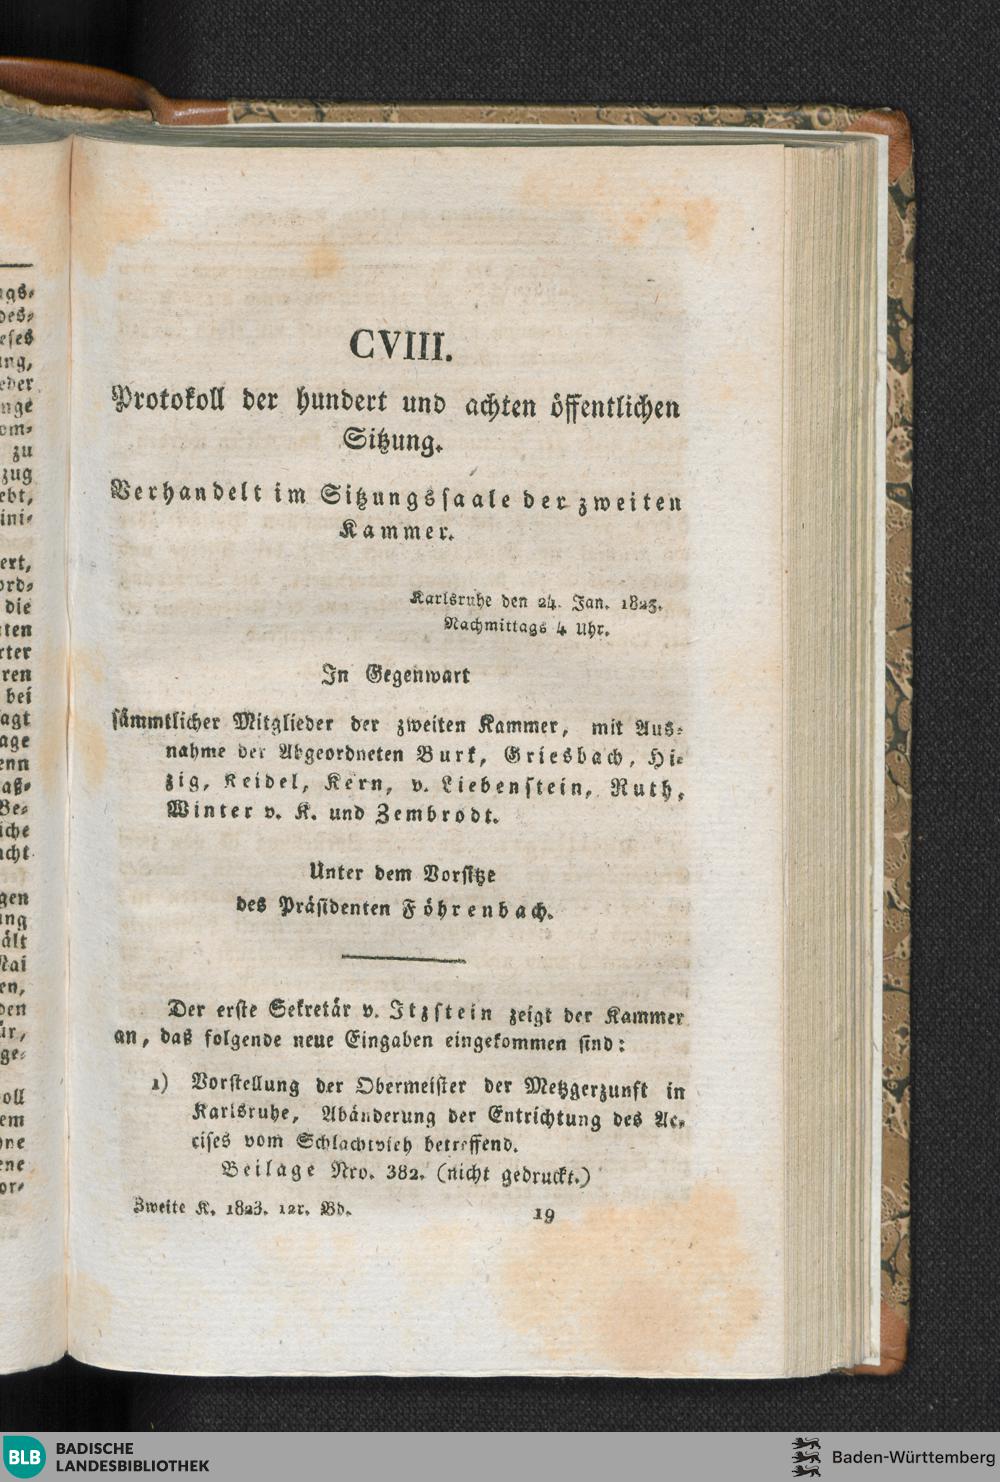 CVIII.
Protokoll der hundert und achten öffentlichen
Sitzung.
Verhandelt im Sitzungssaale der zweiten
Kammer.
Karlsruhe den 24. Jan. 1823.
Nachmittags 4 Uhr.
In Gegenwart
sämmtlicher Mitglieder der zweiten Kammer, mit Aus-
nahme der Abgeordneten Burk, Griesbach, Hi-
zig, Keidel, Kern, v. Liebenstein, Ruth,
Winter v. K. und Zembrodt.
Unter dem Vorsitze
des Präsidenten Föhrenbach.
Der erste Sekretär v. Itzstein zeigt der Kammer
an, daß folgende neue Eingaben eingekommen sind:
1) Vorstellung der Obermeister der Metzgerzunft in
Karlsruhe, Abänderung der Entrichtung des Ac-
cises vom Schlachtvieh betreffend.
Beilage Nro. 382. (nicht gedruckt.)
Zweite K. 1823. 12r. Bd. 19
BLB BADISCHE
LANDESBIBLIOTHEK
Baden-Württemberg